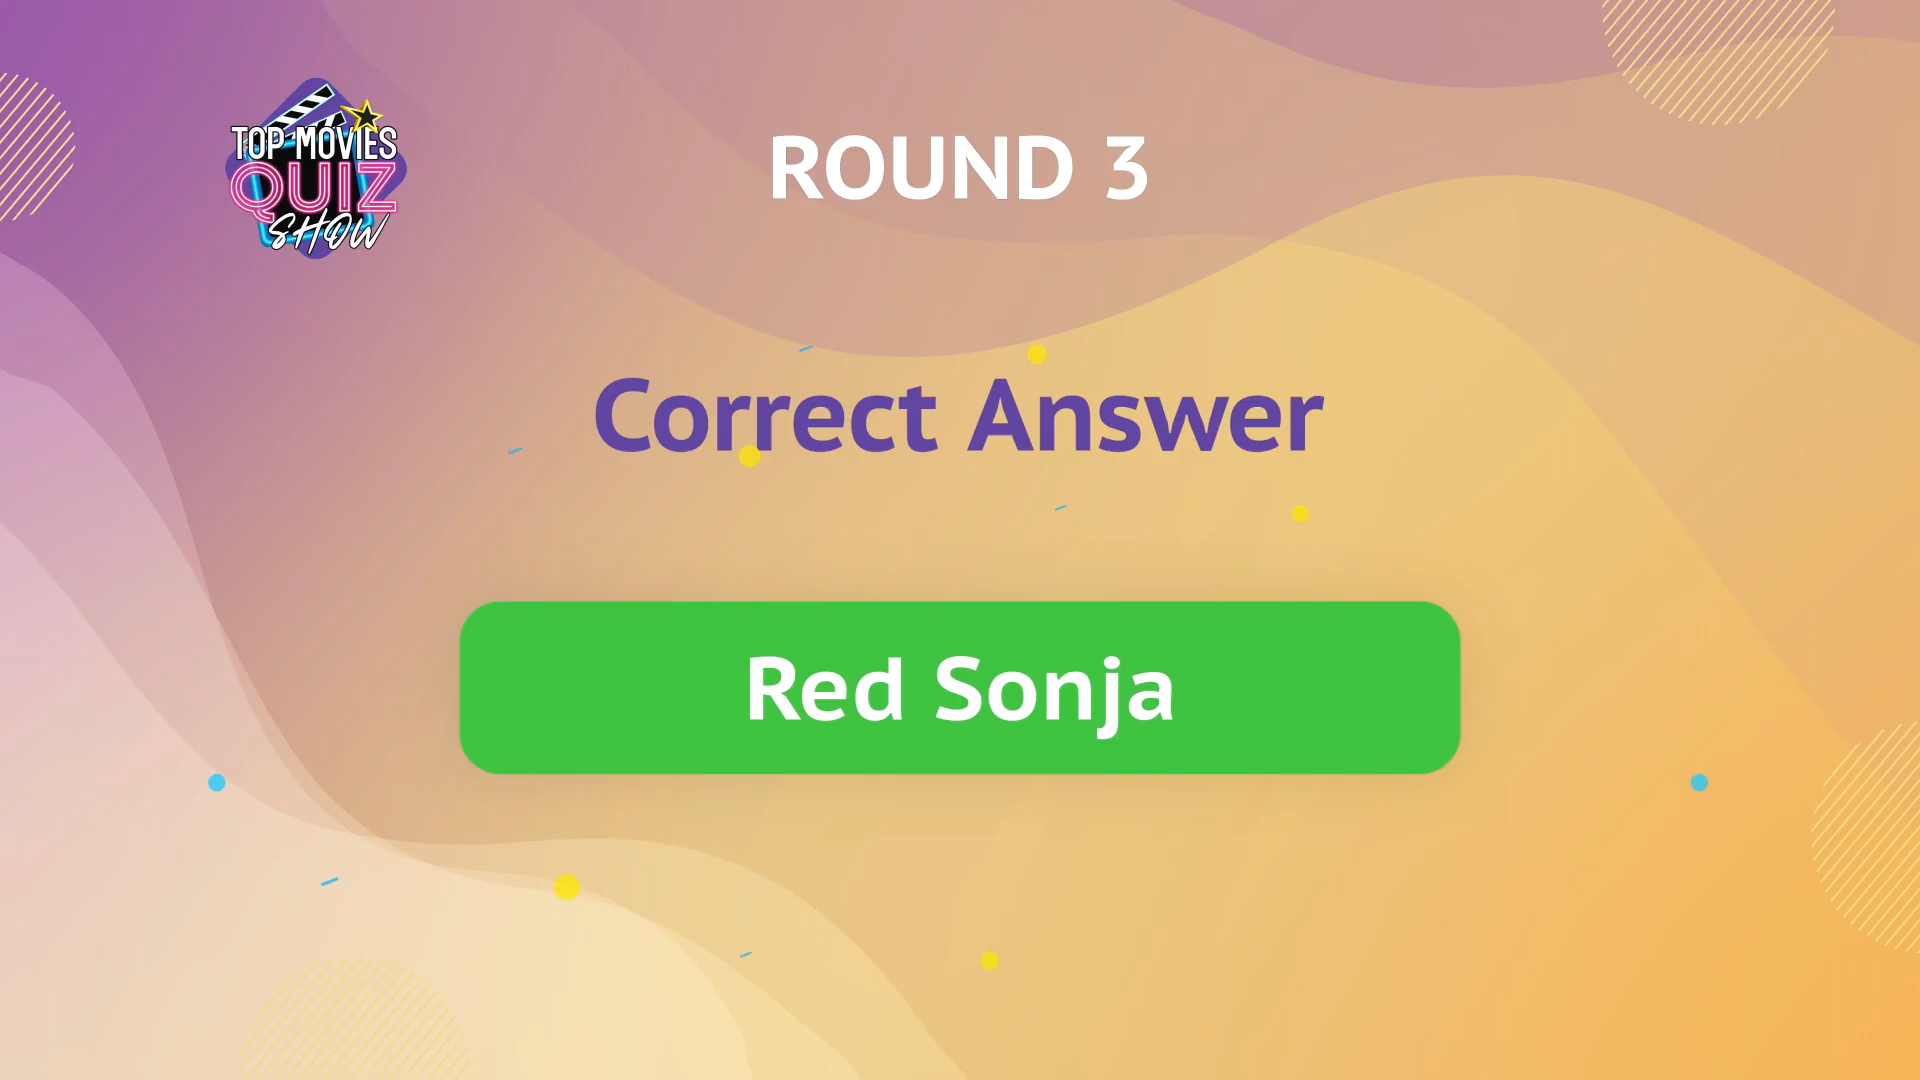 TOP MOVIES
QUIZ
SHOW
ROUND 3
Correct Answer
Red Sonja